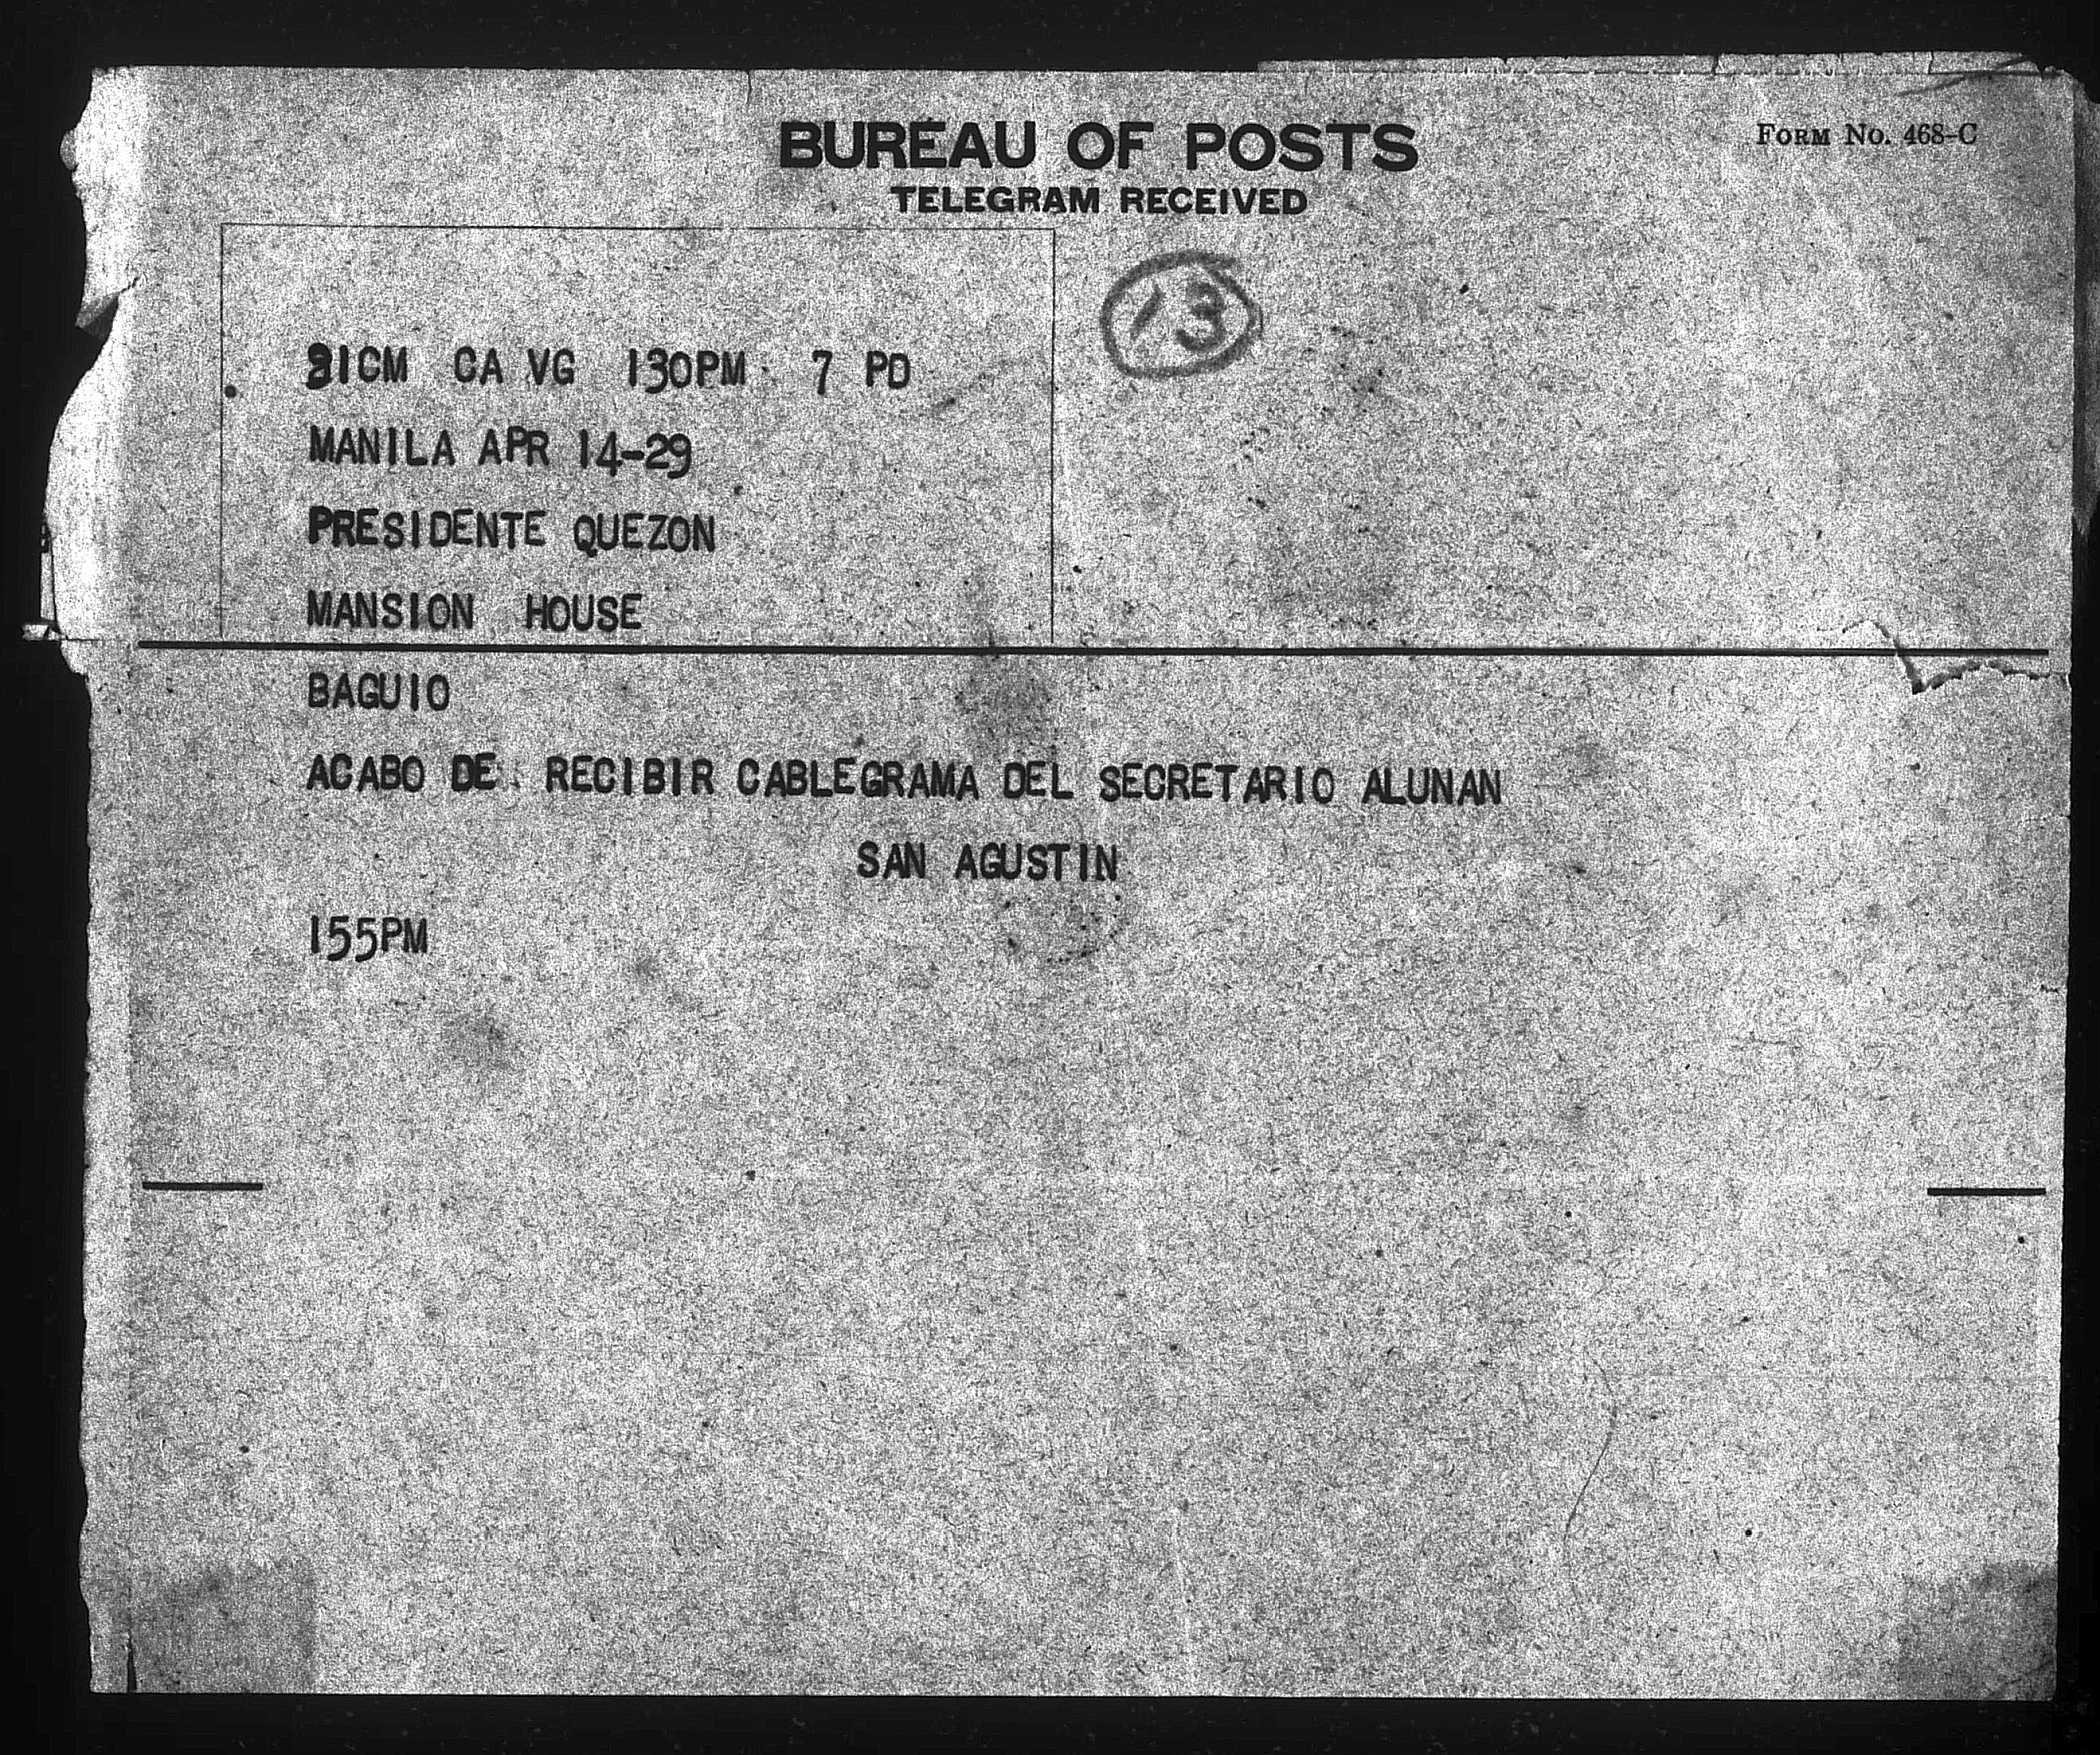 BUREAU OF POSTS
FORM NO. 468-C
TELEGRAM RECEIVED
13
31CM CA VG 130PM 7 PD
MANILA APR 14-29
PRESIDENTE QUEZON
MANSION HOUSE
BAGUIO
ACABO DE RECIBIR CABLEGRAMA DEL SECRETARIO ALUNAN
SAN AGUSTIN
155PM